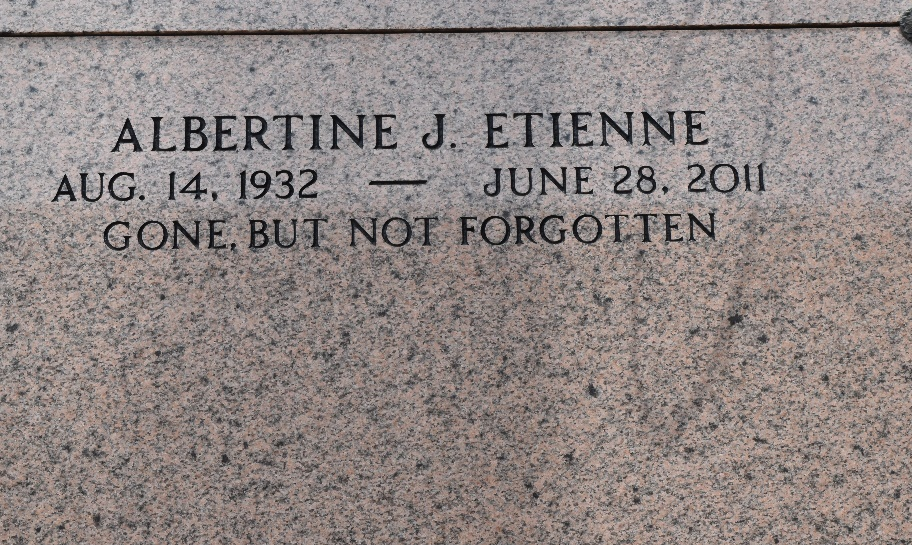 ALBERTINE J. ETIENNE
AUG. 14, 1932 — JUNE 28, 2011
GONE, BUT NOT FORGOTTEN